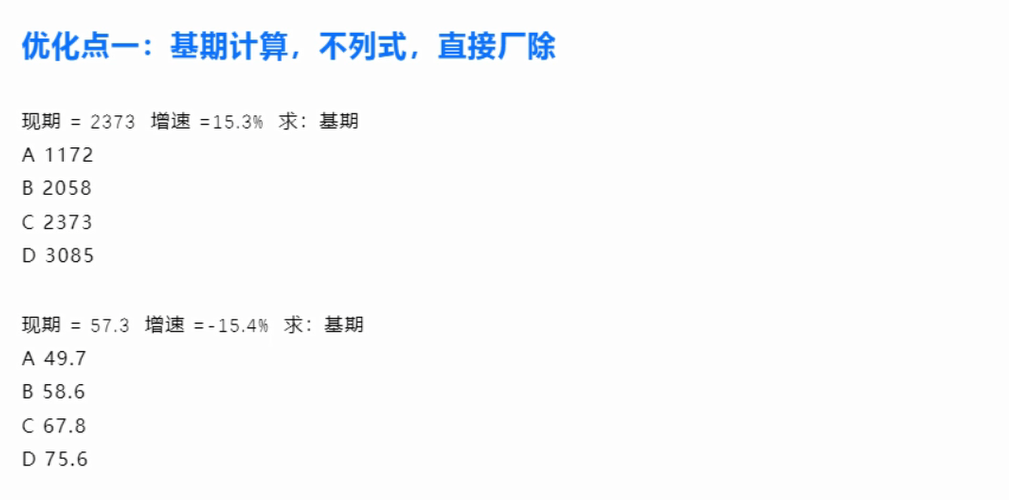 优化点一：基期计算，不列式，直接厂除
现期 = 2373 增速 =15.3% 求：基期
A 1172
B 2058
C 2373
D 3085
现期 = 57.3 增速 =-15.4% 求：基期
A 49.7
B 58.6
C 67.8
D 75.6